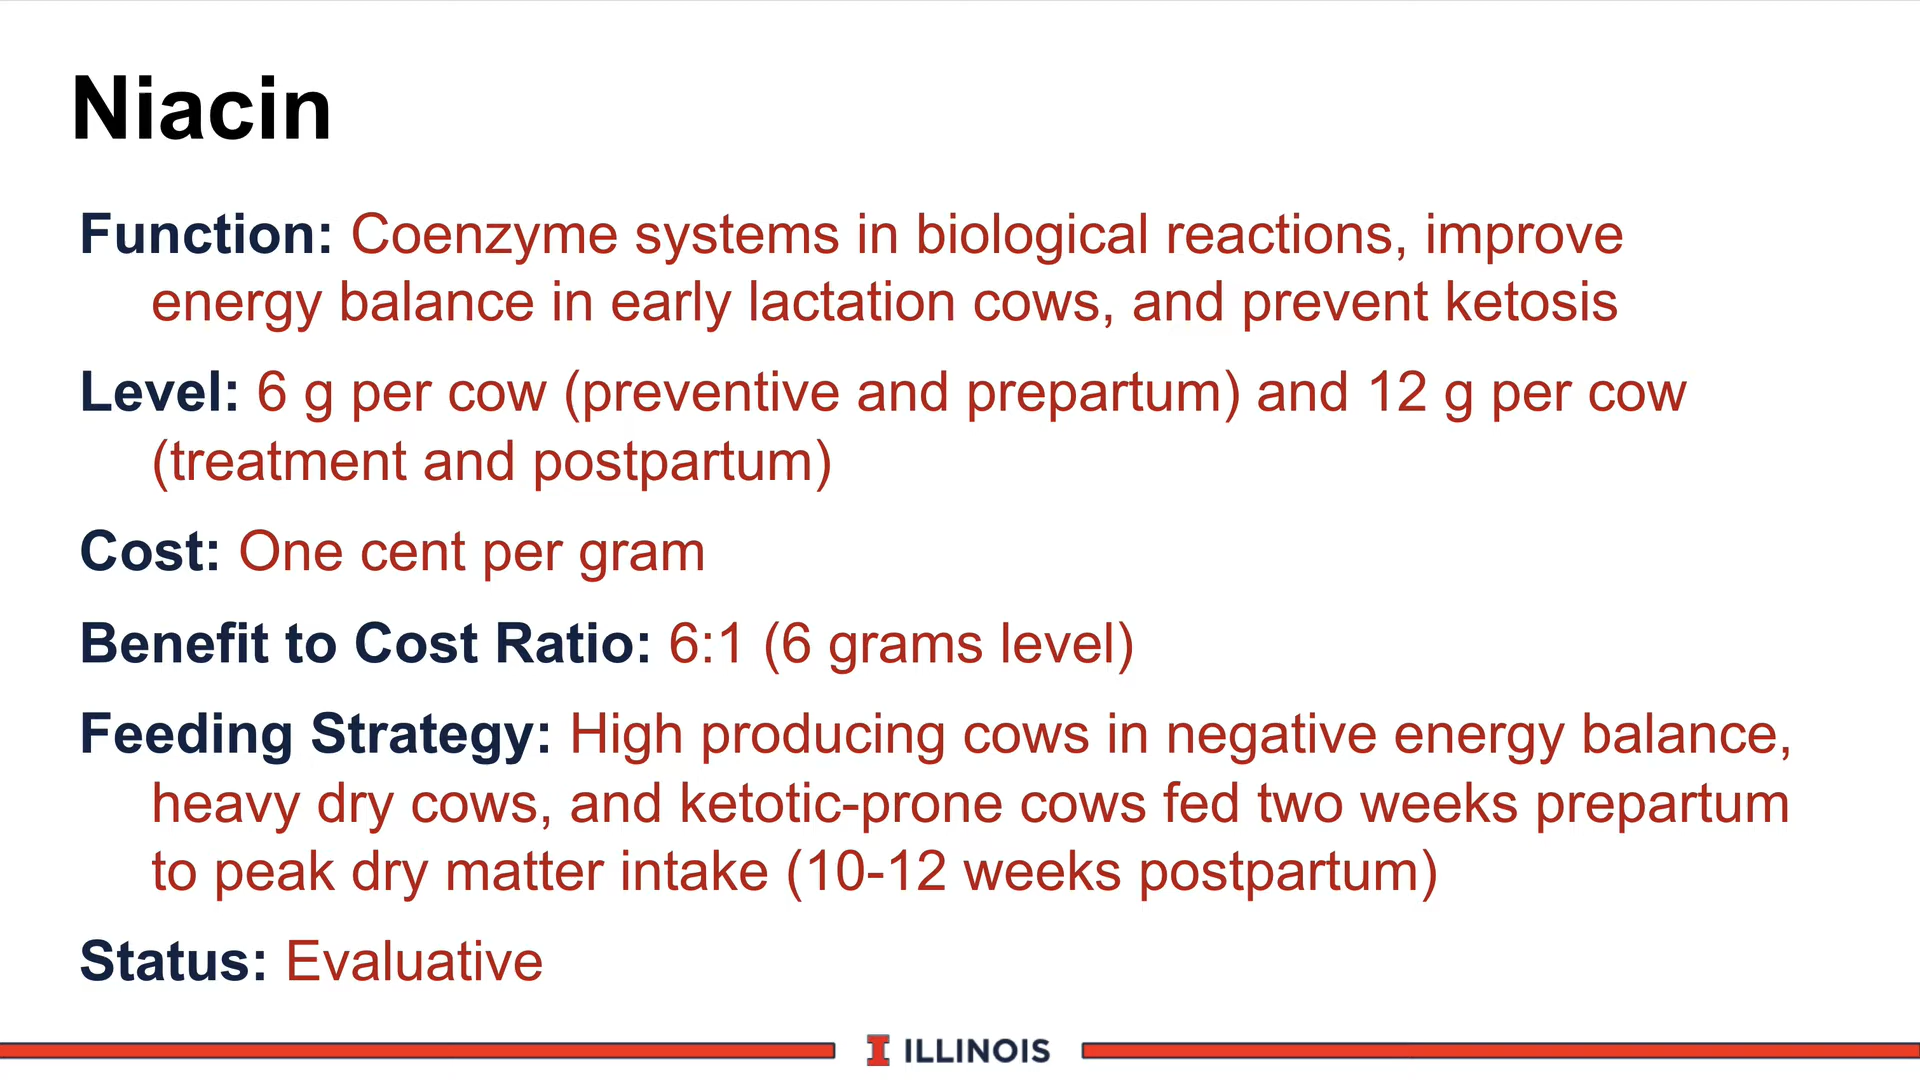 Niacin
Function: Coenzyme systems in biological reactions, improve
energy balance in early lactation cows, and prevent ketosis
Level: 6 g per cow (preventive and prepartum) and 12 g per cow
(treatment and postpartum)
Cost: One cent per gram
Benefit to Cost Ratio: 6:1 (6 grams level)
Feeding Strategy: High producing cows in negative energy balance,
heavy dry cows, and ketotic-prone cows fed two weeks prepartum
to peak dry matter intake (10-12 weeks postpartum)
Status: Evaluative
I ILLINOIS